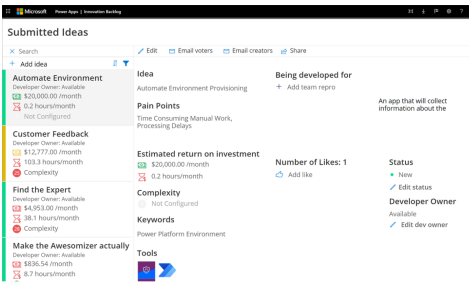 Microsoft Power Apps | Innovation Backlog
Submitted Ideas
Search
Edit
Email voters
Email creators
Share
Add idea
Automate Environment
Developer Owner: Available
$20,000.00 /month
0.2 hours/month
Not Configured
Customer Feedback
Developer Owner: Available
$12,777.00 /month
103.3 hours/month
Complexity
Find the Expert
Developer Owner: Available
$4,953.00 /month
38.1 hours/month
Complexity
Make the Awesomizer actually
Developer Owner: Available
$836.54 /month
8.7 hours/month
Idea
Automate Environment Provisioning
Pain Points
Time Consuming Manual Work,
Processing Delays
Estimated return on investment
$20,000.00 /month
0.2 hours/month
Complexity
Not Configured
Keywords
Power Platform Environment
Tools
Being developed for
Add team repro
An app that will collect
information about the
Number of Likes: 1
Add like
Status
New
Edit status
Developer Owner
Available
Edit dev owner